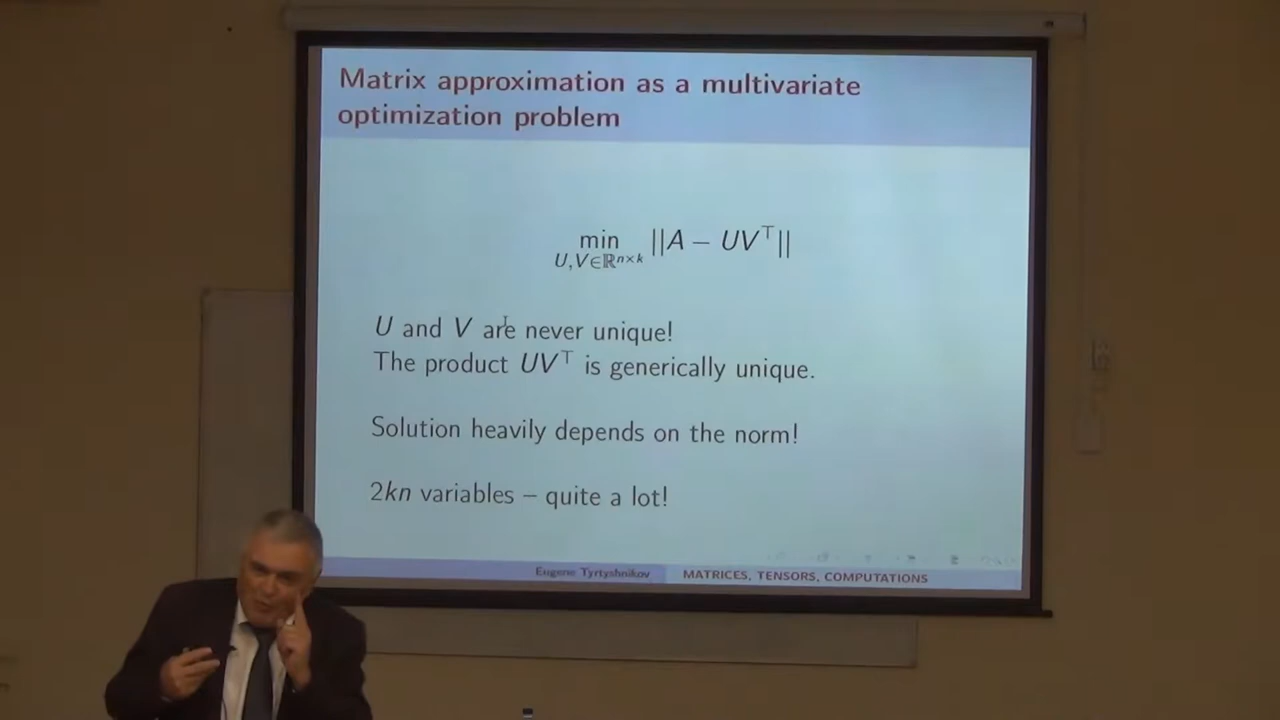 Matrix approximation as a multivariate
optimization problem
min ||A − UV⊤||
U,V∈ℝⁿˣᵏ
U and V are never unique!
The product UV⊤ is generically unique.
Solution heavily depends on the norm!
2kn variables – quite a lot!
Eugene Tyrtyshnikov MATRICES, TENSORS, COMPUTATIONS